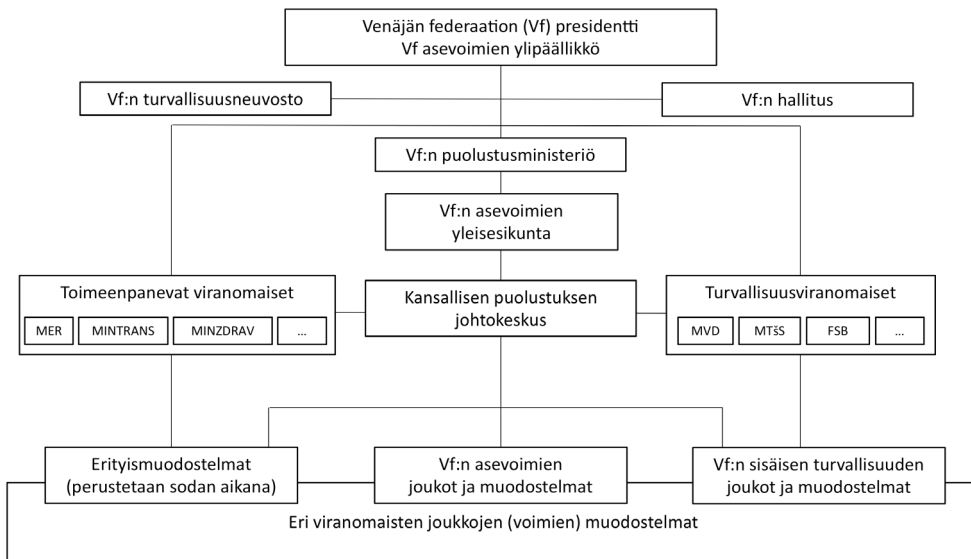 Venäjän federaation (Vf) presidentti
Vf asevoimien ylipäällikkö
Vf:n turvallisuusneuvosto
Vf:n hallitus
Vf:n puolustusministeriö
Vf:n asevoimien
yleisesikunta
Toimeenpanevat viranomaiset
MER
MINTRANS
MINZDRAV
...
Kansallisen puolustuksen
johtokeskus
Turvallisuusviranomaiset
MVD
MTšS
FSB
...
Erityismuodostelmat
(perustetaan sodan aikana)
Vf:n asevoimien
joukot ja muodostelmat
Vf:n sisäisen turvallisuuden
joukot ja muodostelmat
Eri viranomaisten joukkojen (voimien) muodostelmat